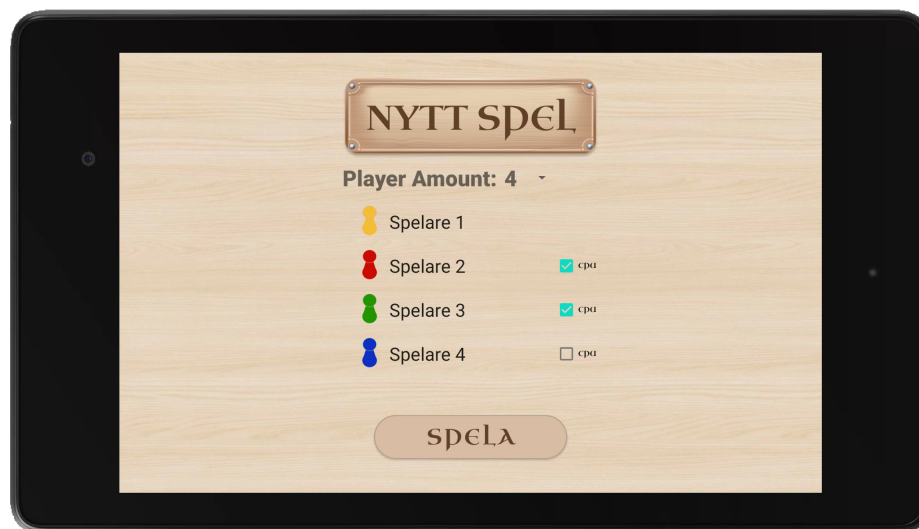 NYTT SPEL
Player Amount: 4
Spelare 1
Spelare 2 cpu
Spelare 3 cpu
Spelare 4 cpu
SPELA